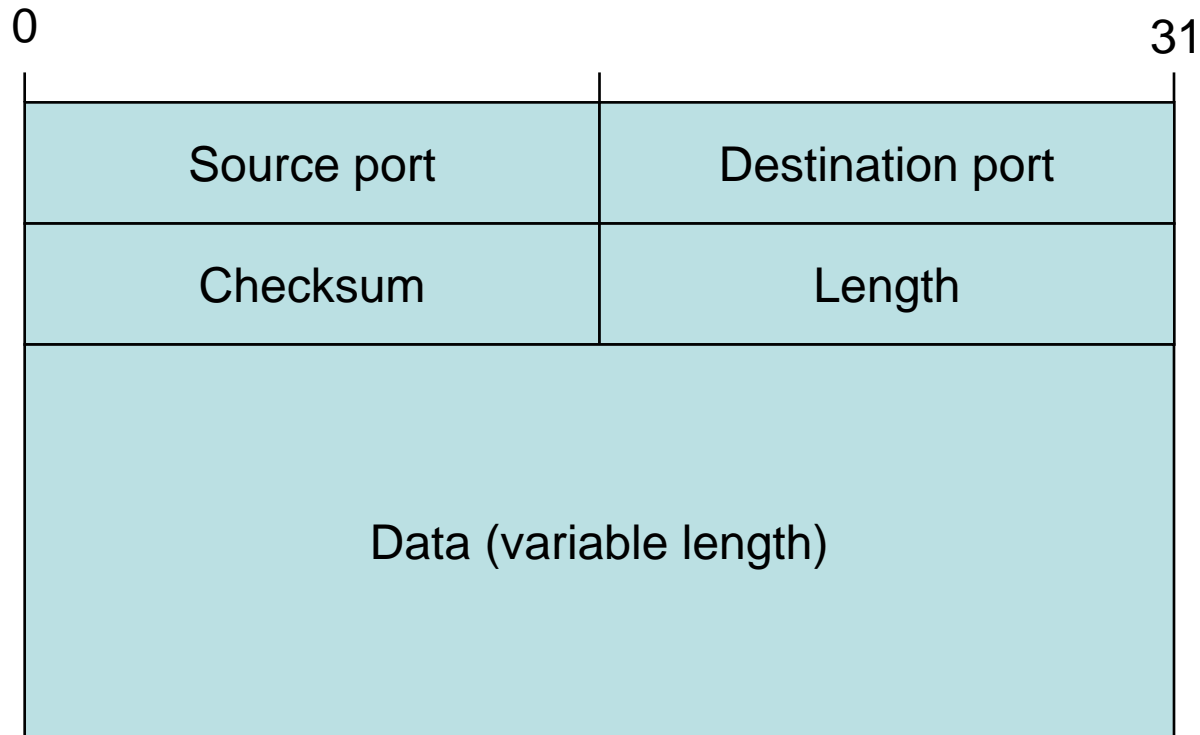 0
31
Source port
Destination port
Checksum
Length
Data (variable length)